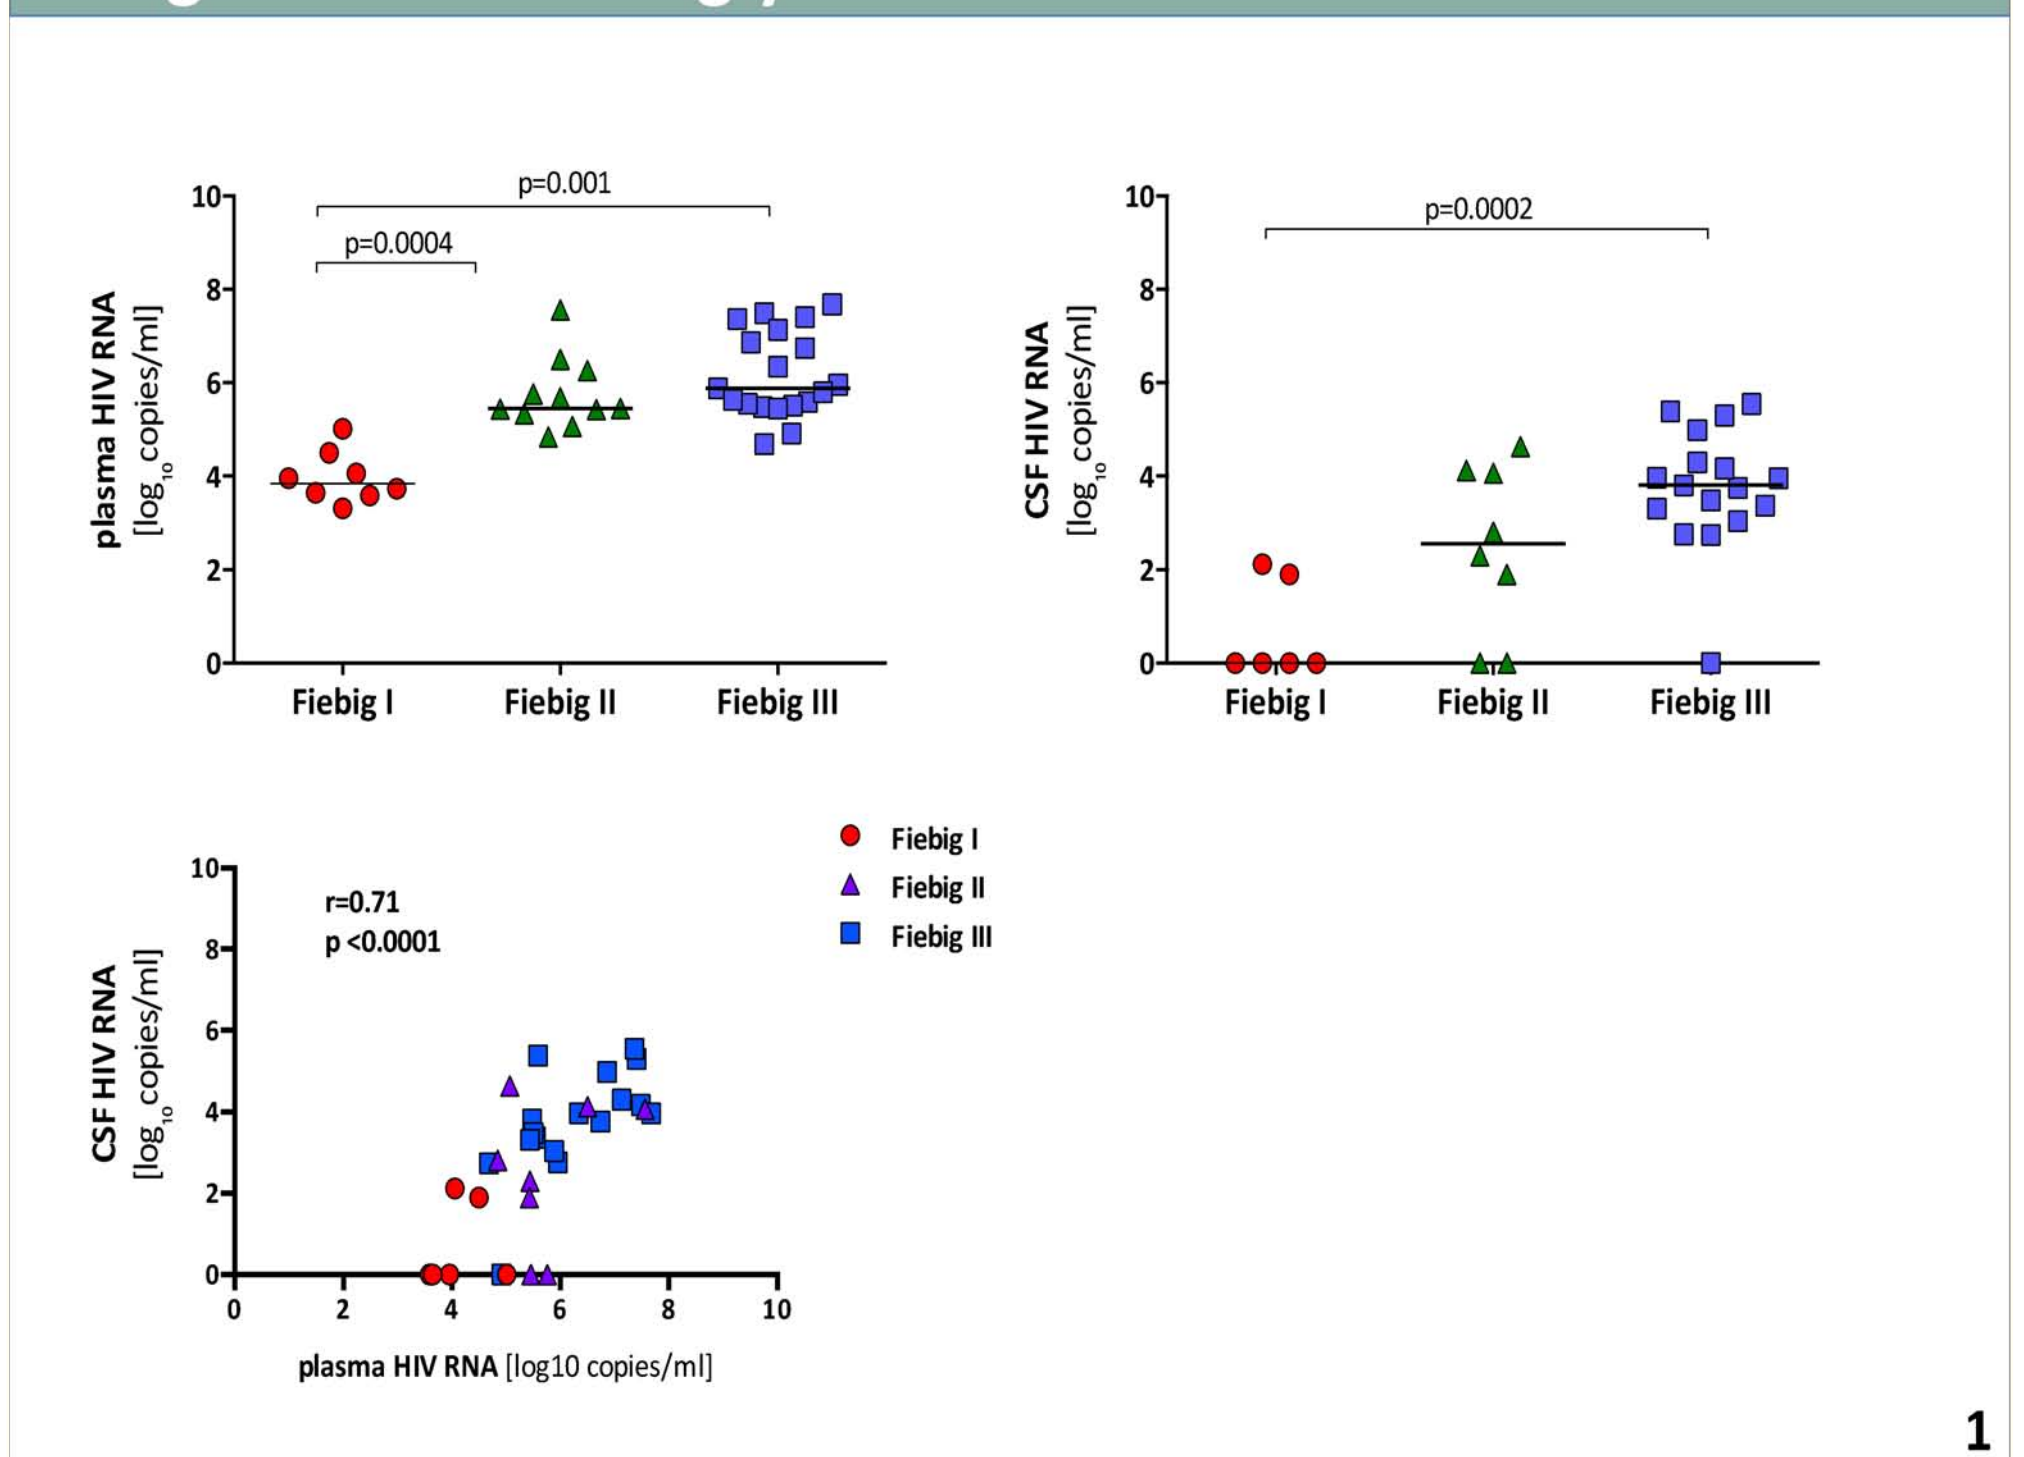 p=0.001
p=0.0004
10
8
6
4
2
0
plasma HIV RNA
[log10 copies/ml]
Fiebig I
Fiebig II
Fiebig III
p=0.0002
10
8
6
4
2
0
CSF HIV RNA
[log10 copies/ml]
Fiebig I
Fiebig II
Fiebig III
Fiebig I
Fiebig II
Fiebig III
r=0.71
p <0.0001
10
8
6
4
2
0
CSF HIV RNA
[log10 copies/ml]
0 2 4 6 8 10
plasma HIV RNA [log10 copies/ml]
1